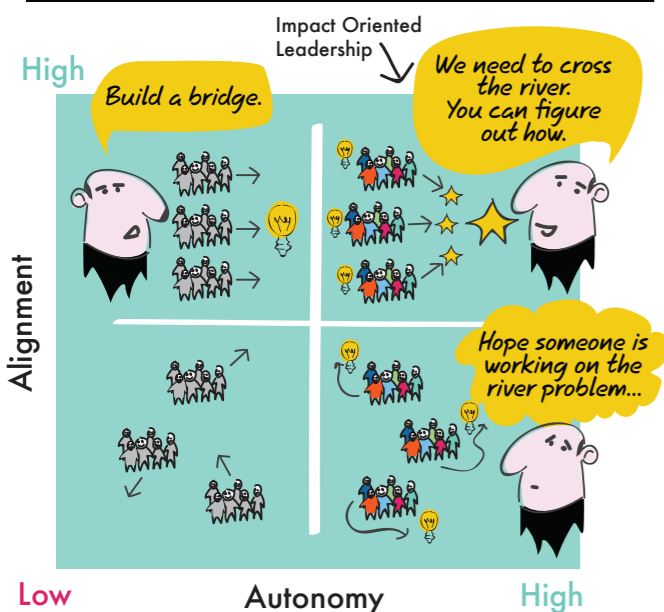 Impact Oriented
Leadership
High
Build a bridge.
We need to cross
the river.
You can figure
out how.
Alignment
Hope someone is
working on the
river problem...
Low
Autonomy
High